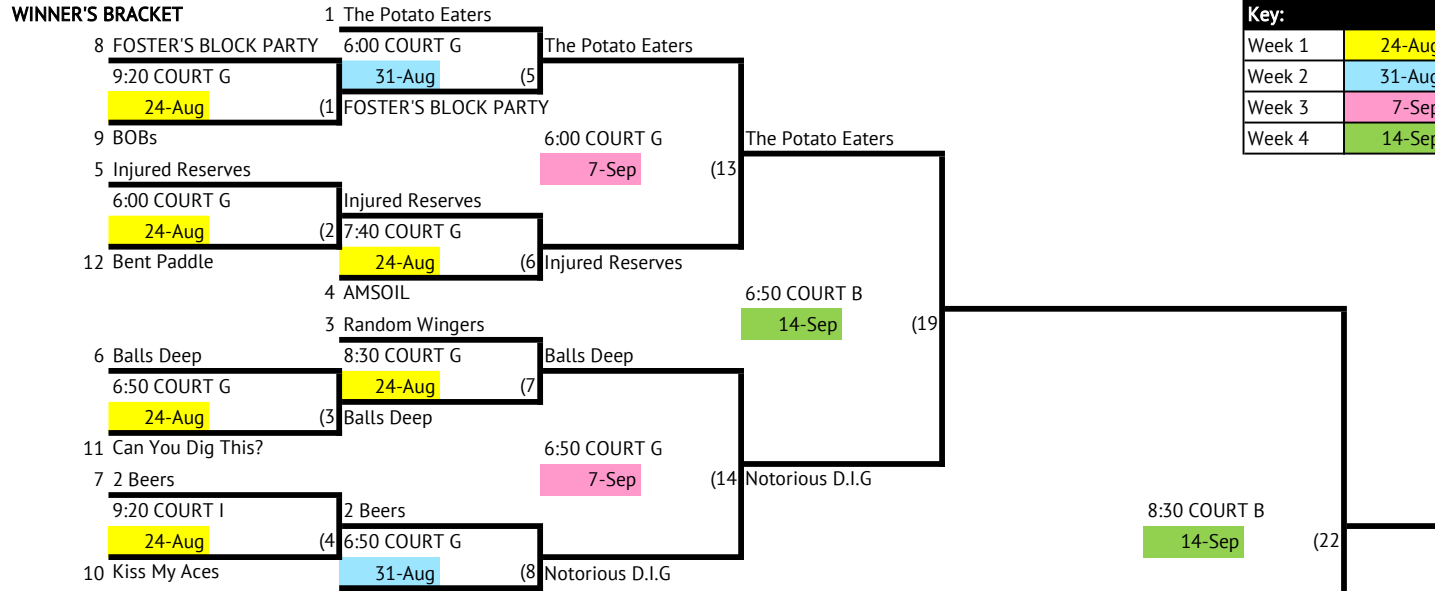 WINNER'S BRACKET
1 The Potato Eaters
Key:
8 FOSTER'S BLOCK PARTY
6:00 COURT G
The Potato Eaters
Week 1 24-Aug
9:20 COURT G
31-Aug (5
Week 2 31-Aug
24-Aug (1
FOSTER'S BLOCK PARTY
Week 3 7-Sep
9 BOBs
6:00 COURT G
The Potato Eaters
Week 4 14-Sep
5 Injured Reserves
7-Sep (13
6:00 COURT G
Injured Reserves
24-Aug (2
7:40 COURT G
12 Bent Paddle
24-Aug (6
Injured Reserves
4 AMSOIL
6:50 COURT B
3 Random Wingers
14-Sep (19
6 Balls Deep
8:30 COURT G
Balls Deep
6:50 COURT G
24-Aug (7
24-Aug (3
Balls Deep
11 Can You Dig This?
6:50 COURT G
7 2 Beers
7-Sep (14
Notorious D.I.G
9:20 COURT I
2 Beers
8:30 COURT B
24-Aug (4
6:50 COURT G
14-Sep (22
10 Kiss My Aces
31-Aug (8
Notorious D.I.G